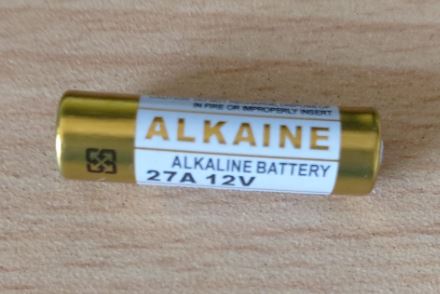 IN FIRE OR IMPROPERLY INSERT
ALKAINE
ALKALINE BATTERY
27A 12V